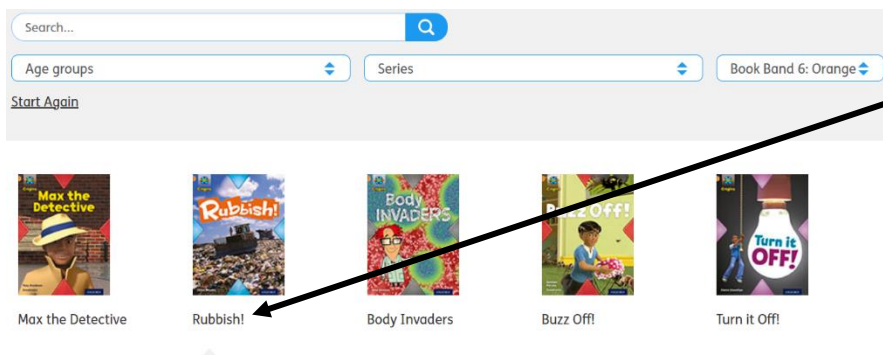 Search...
Age groups
Series
Book Band 6: Orange
Start Again
Max the
Detective
Rubbish!
Body
INVADERS
BUZZ OFF!
Turn it
OFF!
Max the Detective
Rubbish!
Body Invaders
Buzz Off!
Turn it Off!